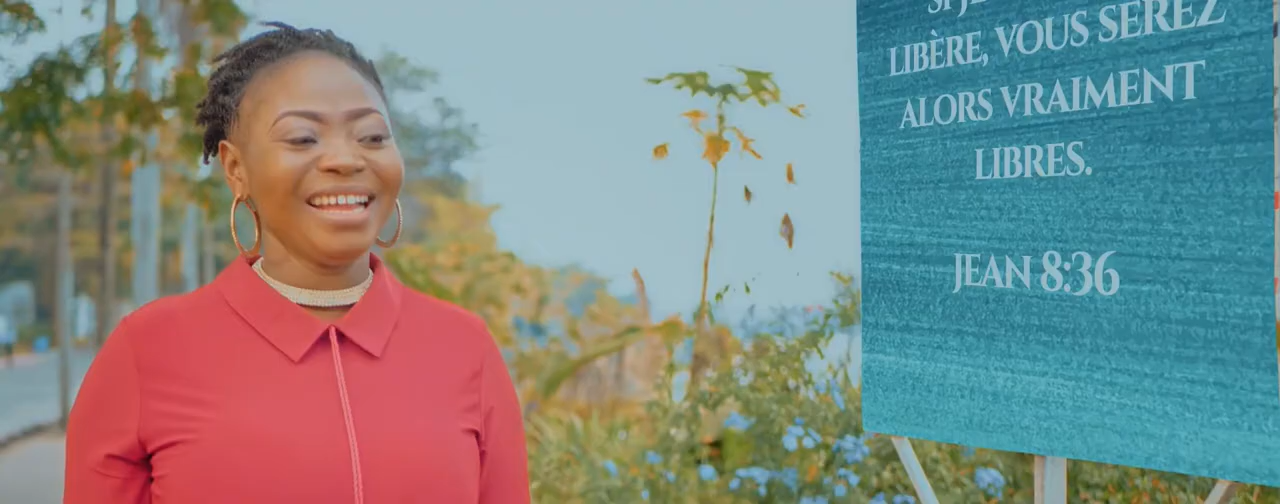 LIBÈRE, VOUS SEREZ
ALORS VRAIMENT
LIBRES.
JEAN 8:36